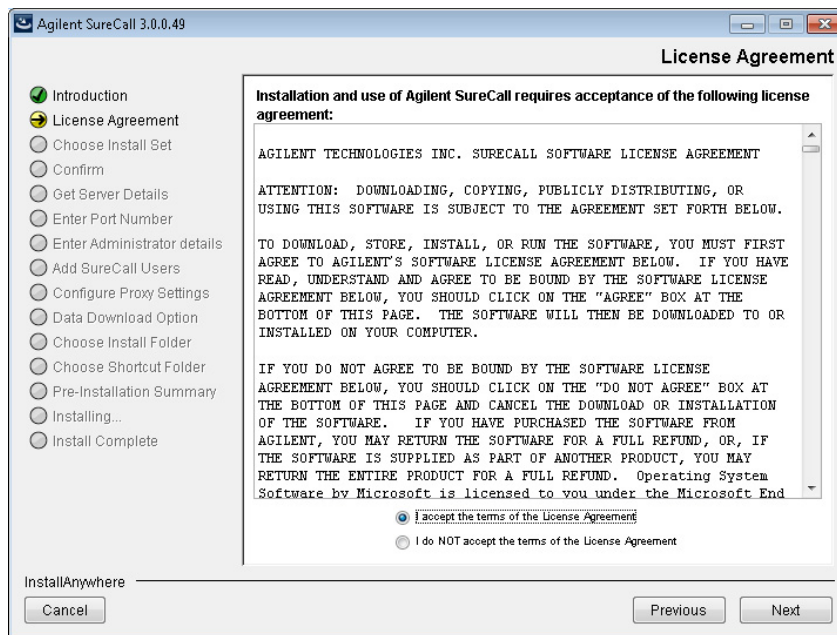 Agilent SureCall 3.0.0.49
License Agreement
Introduction
License Agreement
Choose Install Set
Confirm
Get Server Details
Enter Port Number
Enter Administrator details
Add SureCall Users
Configure Proxy Settings
Data Download Option
Choose Install Folder
Choose Shortcut Folder
Pre-Installation Summary
Installing...
Install Complete
Installation and use of Agilent SureCall requires acceptance of the following license
agreement:
AGILENT TECHNOLOGIES INC. SURECALL SOFTWARE LICENSE AGREEMENT
ATTENTION: DOWNLOADING, COPYING, PUBLICLY DISTRIBUTING, OR
USING THIS SOFTWARE IS SUBJECT TO THE AGREEMENT SET FORTH BELOW.
TO DOWNLOAD, STORE, INSTALL, OR RUN THE SOFTWARE, YOU MUST FIRST
AGREE TO AGILENT'S SOFTWARE LICENSE AGREEMENT BELOW. IF YOU HAVE
READ, UNDERSTAND AND AGREE TO BE BOUND BY THE SOFTWARE LICENSE
AGREEMENT BELOW, YOU SHOULD CLICK ON THE "AGREE" BOX AT THE
BOTTOM OF THIS PAGE. THE SOFTWARE WILL THEN BE DOWNLOADED TO OR
INSTALLED ON YOUR COMPUTER.
IF YOU DO NOT AGREE TO BE BOUND BY THE SOFTWARE LICENSE
AGREEMENT BELOW, YOU SHOULD CLICK ON THE "DO NOT AGREE" BOX AT
THE BOTTOM OF THIS PAGE AND CANCEL THE DOWNLOAD OR INSTALLATION
OF THE SOFTWARE. IF YOU HAVE PURCHASED THE SOFTWARE FROM
AGILENT, YOU MAY RETURN THE SOFTWARE FOR A FULL REFUND, OR, IF
THE SOFTWARE IS SUPPLIED AS PART OF ANOTHER PRODUCT, YOU MAY
RETURN THE ENTIRE PRODUCT FOR A FULL REFUND. Operating System
Software by Microsoft is licensed to you under the Microsoft End
I accept the terms of the License Agreement
I do NOT accept the terms of the License Agreement
InstallAnywhere
Cancel
Previous
Next